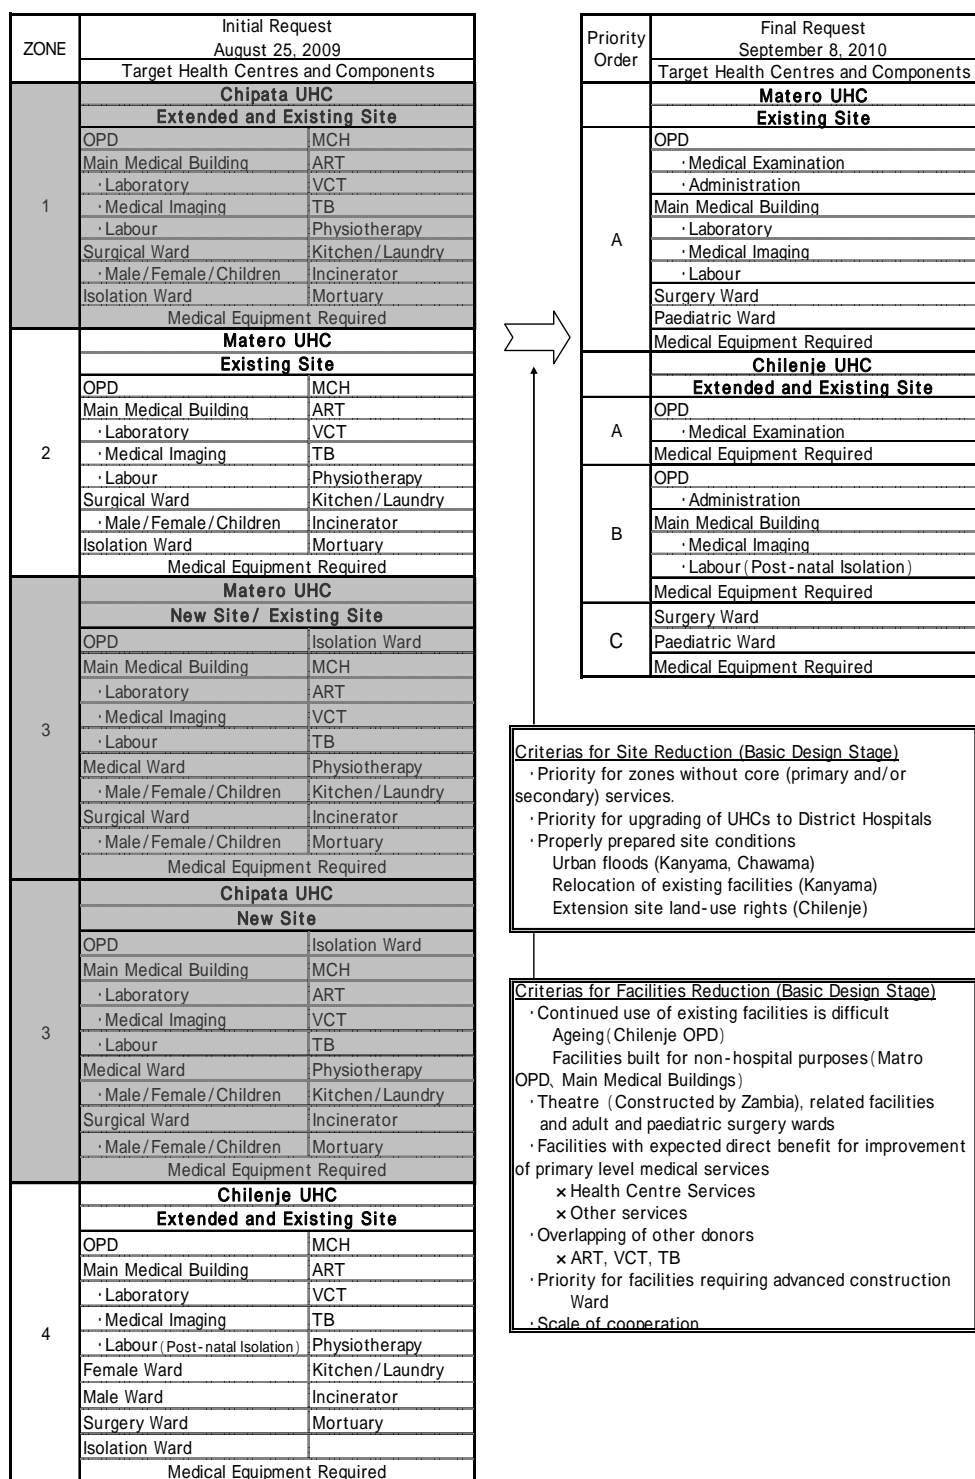 ZONE
Initial Request
August 25, 2009
Target Health Centres and Components
1
Chipata UHC
Extended and Existing Site
OPD MCH
Main Medical Building ART
・Laboratory VCT
・Medical Imaging TB
・Labour Physiotherapy
Surgical Ward Kitchen/Laundry
・Male/Female/Children Incinerator
Isolation Ward Mortuary
Medical Equipment Required
2
Matero UHC
Existing Site
OPD MCH
Main Medical Building ART
・Laboratory VCT
・Medical Imaging TB
・Labour Physiotherapy
Surgical Ward Kitchen/Laundry
・Male/Female/Children Incinerator
Isolation Ward Mortuary
Medical Equipment Required
3
Matero UHC
New Site/ Existing Site
OPD Isolation Ward
Main Medical Building MCH
・Laboratory ART
・Medical Imaging VCT
・Labour TB
Medical Ward Physiotherapy
・Male/Female/Children Kitchen/Laundry
Surgical Ward Incinerator
・Male/Female/Children Mortuary
Medical Equipment Required
3
Chipata UHC
New Site
OPD Isolation Ward
Main Medical Building MCH
・Laboratory ART
・Medical Imaging VCT
・Labour TB
Medical Ward Physiotherapy
・Male/Female/Children Kitchen/Laundry
Surgical Ward Incinerator
・Male/Female/Children Mortuary
Medical Equipment Required
4
Chilenje UHC
Extended and Existing Site
OPD MCH
Main Medical Building ART
・Laboratory VCT
・Medical Imaging TB
・Labour(Post-natal Isolation) Physiotherapy
Female Ward Kitchen/Laundry
Male Ward Incinerator
Surgery Ward Mortuary
Isolation Ward
Medical Equipment Required
Priority
Order
Final Request
September 8, 2010
Target Health Centres and Components
Matero UHC
Existing Site
A
OPD
・Medical Examination
・Administration
Main Medical Building
・Laboratory
・Medical Imaging
・Labour
Surgery Ward
Paediatric Ward
Medical Equipment Required
Chilenje UHC
Extended and Existing Site
A
OPD
・Medical Examination
Medical Equipment Required
B
OPD
・Administration
Main Medical Building
・Medical Imaging
・Labour(Post-natal Isolation)
Medical Equipment Required
C
Surgery Ward
Paediatric Ward
Medical Equipment Required
Criterias for Site Reduction (Basic Design Stage)
・Priority for zones without core (primary and/or
secondary) services.
・Priority for upgrading of UHCs to District Hospitals
・Properly prepared site conditions
Urban floods (Kanyama, Chawama)
Relocation of existing facilities (Kanyama)
Extension site land-use rights (Chilenje)
Criterias for Facilities Reduction (Basic Design Stage)
・Continued use of existing facilities is difficult
Ageing(Chilenje OPD)
Facilities built for non-hospital purposes(Matro
OPD、Main Medical Buildings)
・Theatre (Constructed by Zambia), related facilities
and adult and paediatric surgery wards
・Facilities with expected direct benefit for improvement
of primary level medical services
×Health Centre Services
×Other services
・Overlapping of other donors
×ART, VCT, TB
・Priority for facilities requiring advanced construction
Ward
・Scale of cooperation